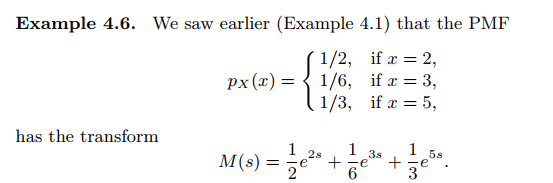 Example 4.6. We saw earlier (Example 4.1) that the PMF
pX(x) = { 1/2, if x = 2,
1/6, if x = 3,
1/3, if x = 5,
has the transform
M(s) = 1/2 e^{2s} + 1/6 e^{3s} + 1/3 e^{5s}.